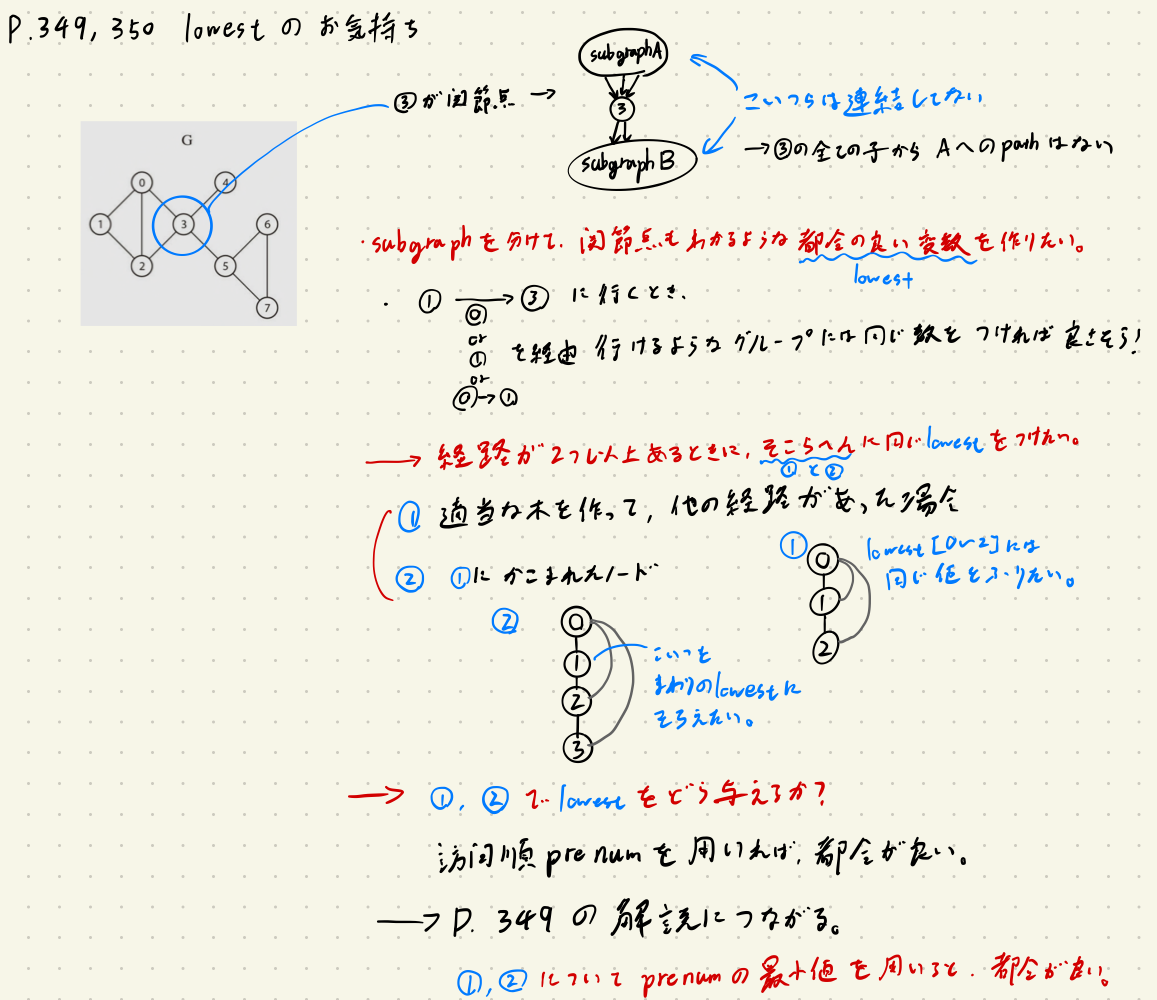 P.349, 350 lowest の お気持ち
③が関節点 →
subgraph A
3
subgraph B
こいつらは連結してない
→ ③の全ての子から Aへのpathはない
G
0
4
1
3
6
2
5
7
・subgraphを分けて、関節点もわかるような都合の良い変数を作りたい。
lowest
・ ① → ③ に行くとき、
⓪
or
① を経由 行けるようなグループには同じ数をつければ良さそう!
or
⓪→①
→ 経路が2つ以上あるときに、そこらへんに同じlowestをつけたい。
①と②
① 適当な木を作って, 他の経路があった場合
② ①にかこまれたノード
①
0
1
2
lowest[0~2]には
同じ値をふりたい。
②
0
1
2
3
こいつを
まわりのlowestに
そろえたい。
→ ①, ② で lowest をどう与えるか?
訪問順 prenum を 用いれば, 都合が良い。
→ P. 349 の 解説につながる。
①, ② について prenumの最小値を用いると、都合が良い。